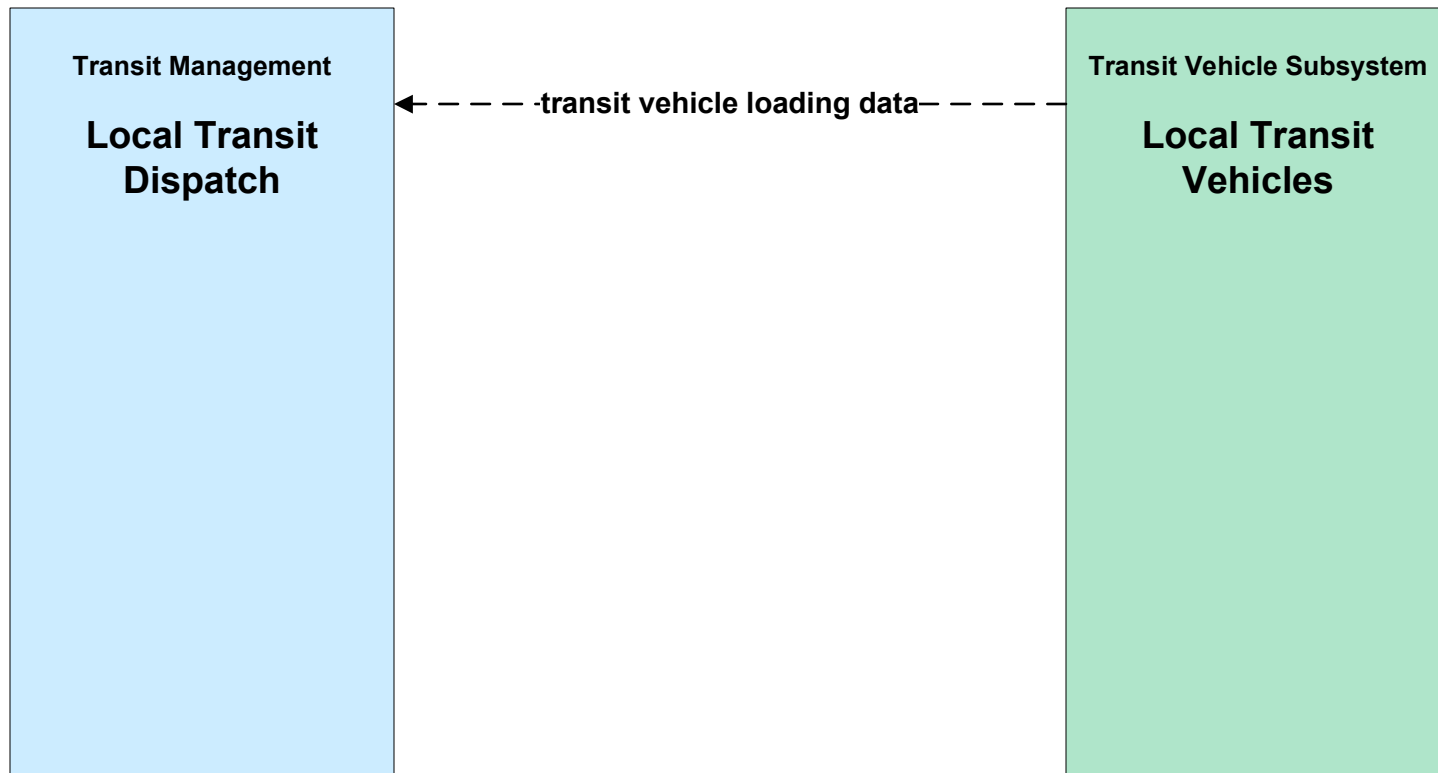 Transit Management
Local Transit
Dispatch
transit vehicle loading data
Transit Vehicle Subsystem
Local Transit
Vehicles